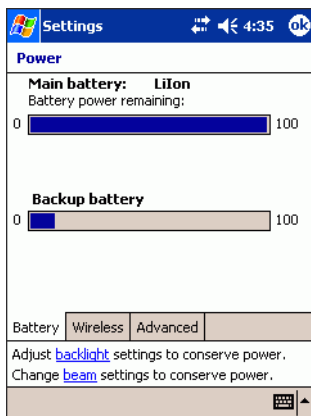 Settings 4:35 ok
Power
Main battery: LiIon
Battery power remaining:
0 100
Backup battery
0 100
Battery Wireless Advanced
Adjust backlight settings to conserve power.
Change beam settings to conserve power.